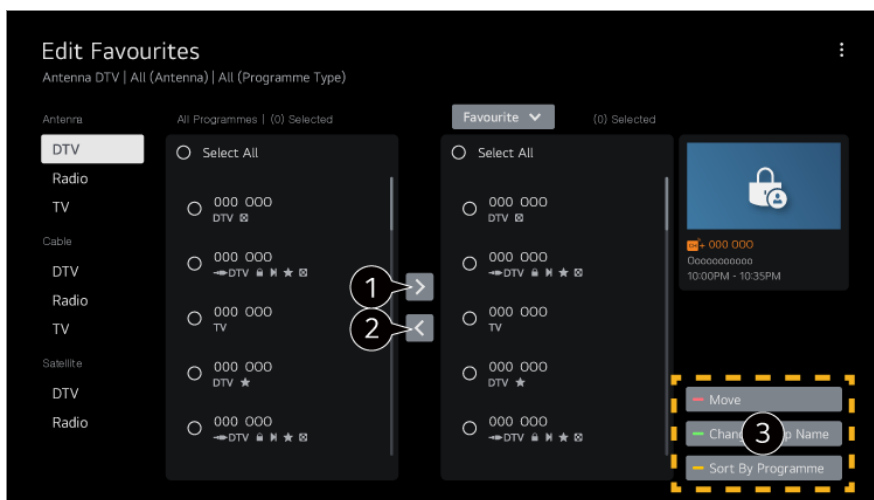 Edit Favourites
Antenna DTV | All (Antenna) | All (Programme Type)
Antenna
DTV
Radio
TV
Cable
DTV
Radio
TV
Satellite
DTV
Radio
All Programmes | (0) Selected
Select All
000 000
DTV
000 000
DTV
000 000
TV
000 000
DTV
000 000
DTV
1
2
Favourite
(0) Selected
Select All
000 000
DTV
000 000
DTV
000 000
TV
000 000
DTV
000 000
DTV
000 000
Ooooooooooo
10:00PM - 10:35PM
Move
3
Name
Sort By Programme